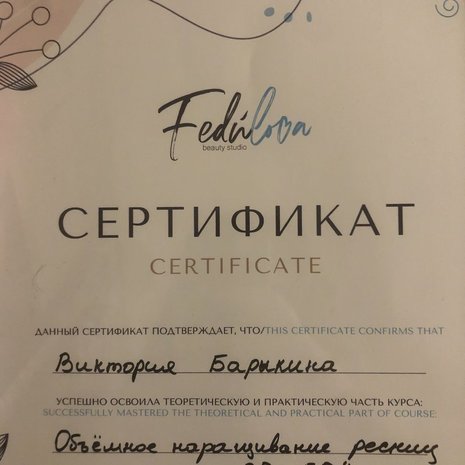 Fedúlova
beauty studio
СЕРТИФИКАТ
CERTIFICATE
ДАННЫЙ СЕРТИФИКАТ ПОДТВЕРЖДАЕТ, ЧТО/THIS CERTIFICATE CONFIRMS THAT
Виктория Барыкина
УСПЕШНО ОСВОИЛА ТЕОРЕТИЧЕСКУЮ И ПРАКТИЧЕСКУЮ ЧАСТЬ КУРСА:
SUCCESSFULLY MASTERED THE THEORETICAL AND PRACTICAL PART OF COURSE:
Объёмное наращивание ресниц